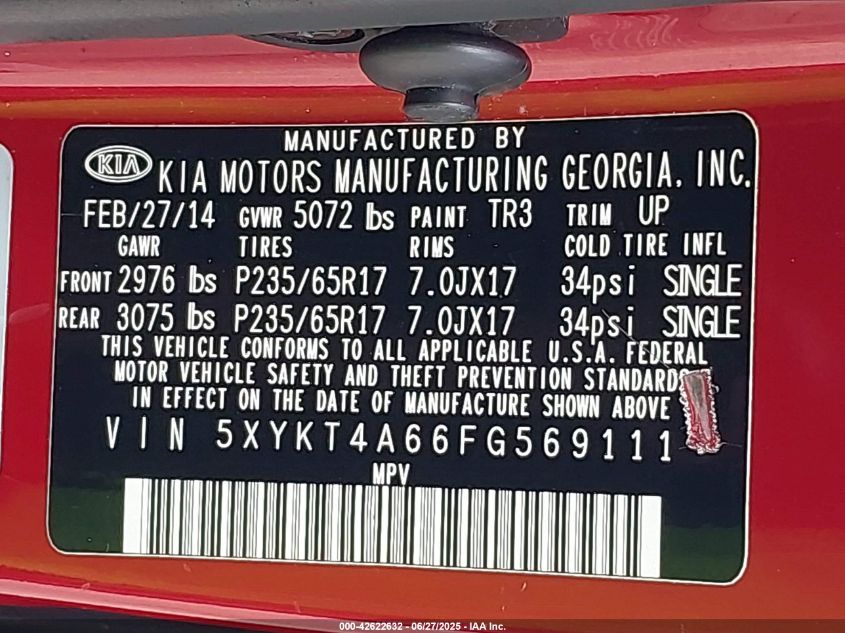 MANUFACTURED BY
KIA KIA MOTORS MANUFACTURING GEORGIA, INC.
FEB/27/14 GVWR 5072 lbs PAINT TR3 TRIM UP
GAWR TIRES RIMS COLD TIRE INFL
FRONT 2976 lbs P235/65R17 7.0JX17 34psi SINGLE
REAR 3075 lbs P235/65R17 7.0JX17 34psi SINGLE
THIS VEHICLE CONFORMS TO ALL APPLICABLE U.S.A. FEDERAL
MOTOR VEHICLE SAFETY AND THEFT PREVENTION STANDARDS
IN EFFECT ON THE DATE OF MANUFACTURE SHOWN ABOVE
VIN 5XYKT4A66FG569111
MPV
000-42622632 - 06/27/2025 - IAA Inc.